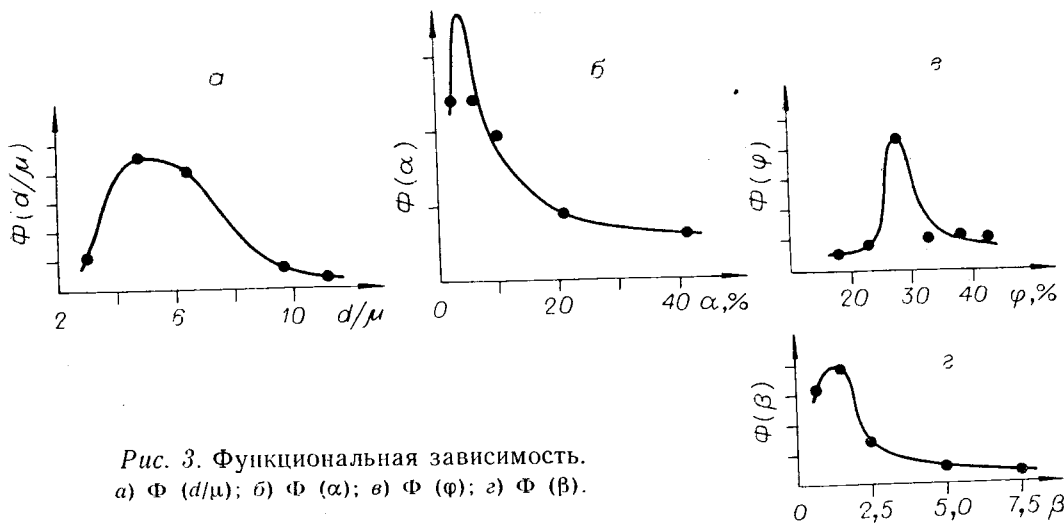 а
Φ(d/μ)
2 6 10 d/μ
б
Φ(α)
0 20 40 α,%
в
Φ(φ)
20 30 40 φ,%
г
Φ(β)
0 2,5 5,0 7,5 β
Рис. 3. Функциональная зависимость.
а) Φ (d/μ); б) Φ (α); в) Φ (φ); г) Φ (β).